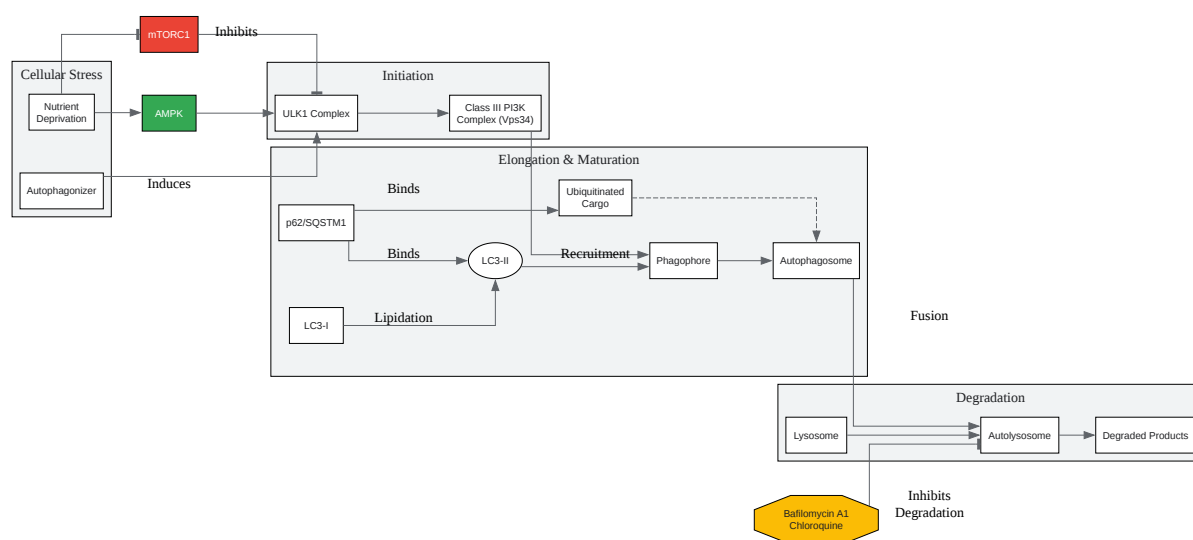 mTORC1
Inhibits
Cellular Stress
Initiation
Nutrient
Deprivation
AMPK
ULK1 Complex
Class III PI3K
Complex (Vps34)
Elongation & Maturation
Autophagonizer
Induces
Binds
Ubiquitinated
Cargo
p62/SQSTM1
Binds
LC3-II
Recruitment
Phagophore
Autophagosome
LC3-I
Lipidation
Fusion
Degradation
Lysosome
Autolysosome
Degraded Products
Inhibits
Degradation
Bafilomycin A1
Chloroquine